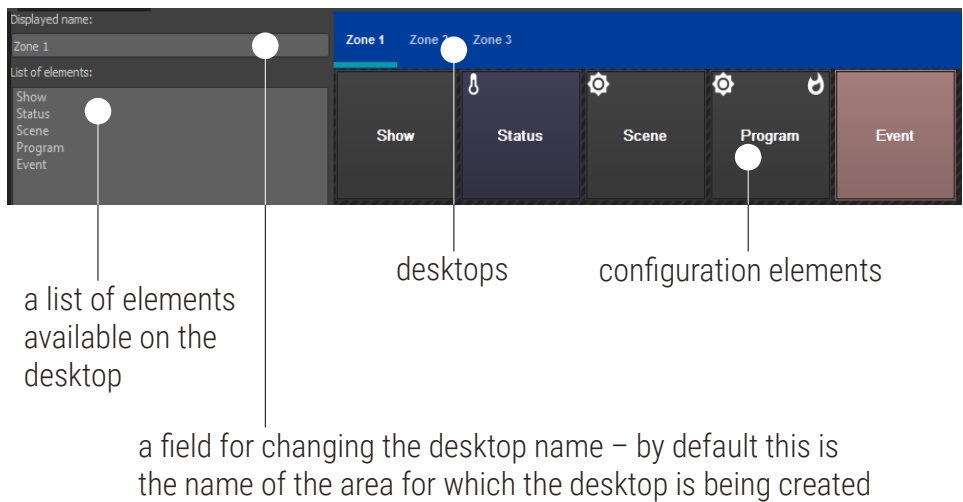 Displayed name:
Zone 1
List of elements:
Show
Status
Scene
Program
Event
Zone 1 Zone 2 Zone 3
Show Status Scene Program Event
desktops configuration elements
a list of elements
available on the
desktop
a field for changing the desktop name – by default this is
the name of the area for which the desktop is being created